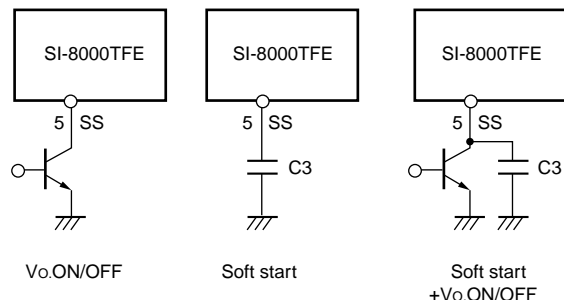 SI-8000TFE
5 SS
Vo.ON/OFF
SI-8000TFE
5 SS
C3
Soft start
SI-8000TFE
5 SS
C3
Soft start
+Vo.ON/OFF